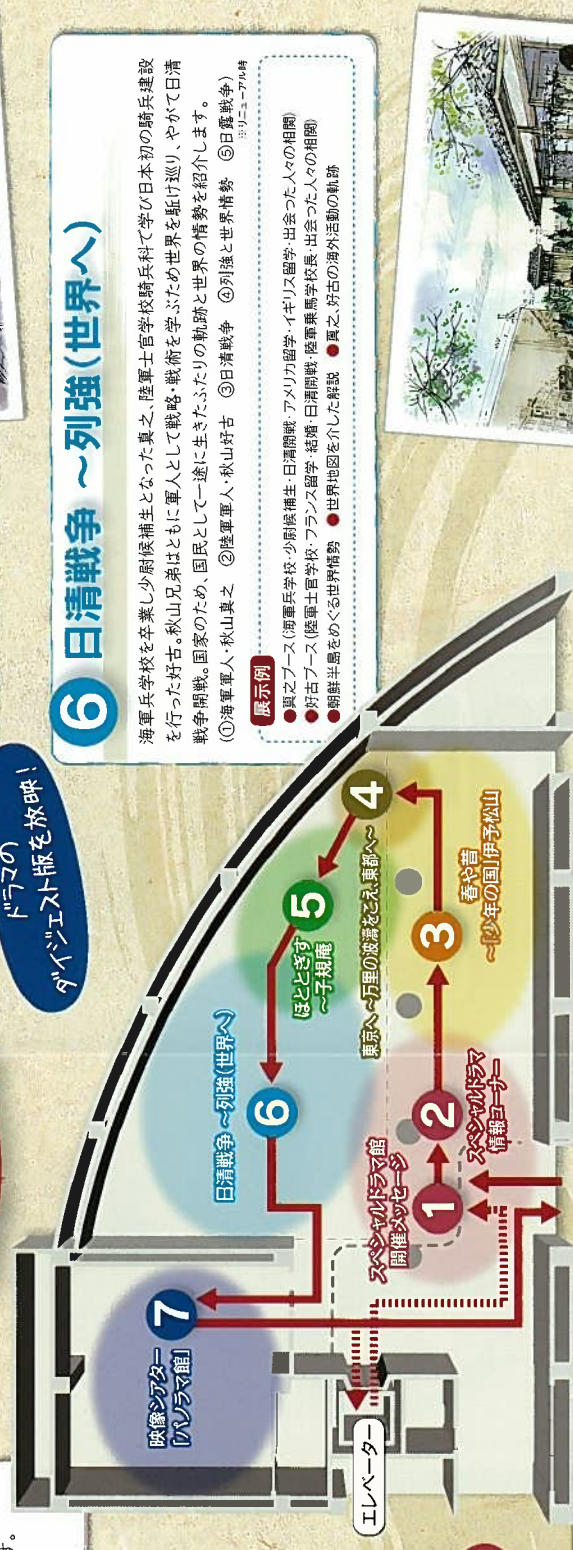 す。
ドラマの
ダイジェスト版を放映!
6 日清戦争 ~列強(世界へ)
海軍兵学校を卒業し少尉候補生となった真之、陸軍士官学校騎兵科で学び日本初の騎兵建設
を行った好古。秋山兄弟はともに軍人として戦略・戦術を学ぶため世界を駈け巡り、やがて日清
戦争開戦。国家のため、国民として一途に生きたふたりの軌跡と世界の情勢を紹介します。
(①海軍軍人・秋山真之 ②陸軍軍人・秋山好古 ③日清戦争 ④列強と世界情勢 ⑤日露戦争)
※リニューアル時
展示例
●真之ブース(海軍兵学校・少尉候補生・日清開戦・アメリカ留学・イギリス留学・出会った人々の相関)
●好古ブース(陸軍士官学校・フランス留学・結婚・日清開戦・陸軍乗馬学校長・出会った人々の相関)
●朝鮮半島をめぐる世界情勢 ●世界地図を介した解説 ●真之、好古の海外活動の軌跡
7
映像シアター
「パノラマ館」
6
日清戦争~列強(世界へ)
5
ほととぎす
~子規庵
4
東京へ~万里の波濤をこえ、東都へ~
3
春や昔
~「少年の国」伊予松山
2
スペシャルドラマ
情報コーナー
1
スペシャルドラマ館
開催メッセージ
エレベーター